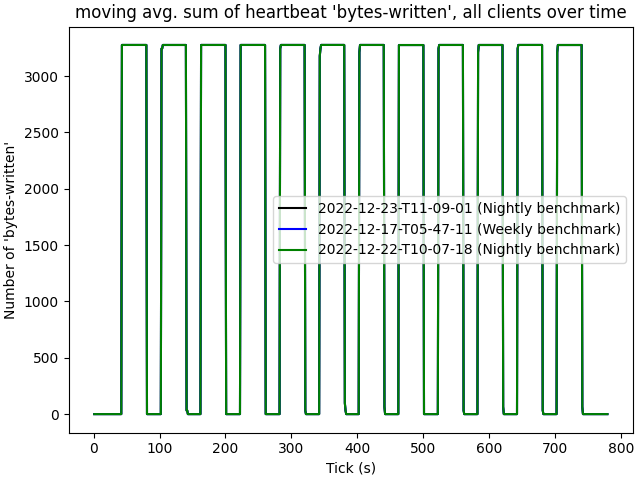 moving avg. sum of heartbeat 'bytes-written', all clients over time
Number of 'bytes-written'
3000
2500
2000
1500
1000
500
0
2022-12-23-T11-09-01 (Nightly benchmark)
2022-12-17-T05-47-11 (Weekly benchmark)
2022-12-22-T10-07-18 (Nightly benchmark)
0 100 200 300 400 500 600 700 800
Tick (s)